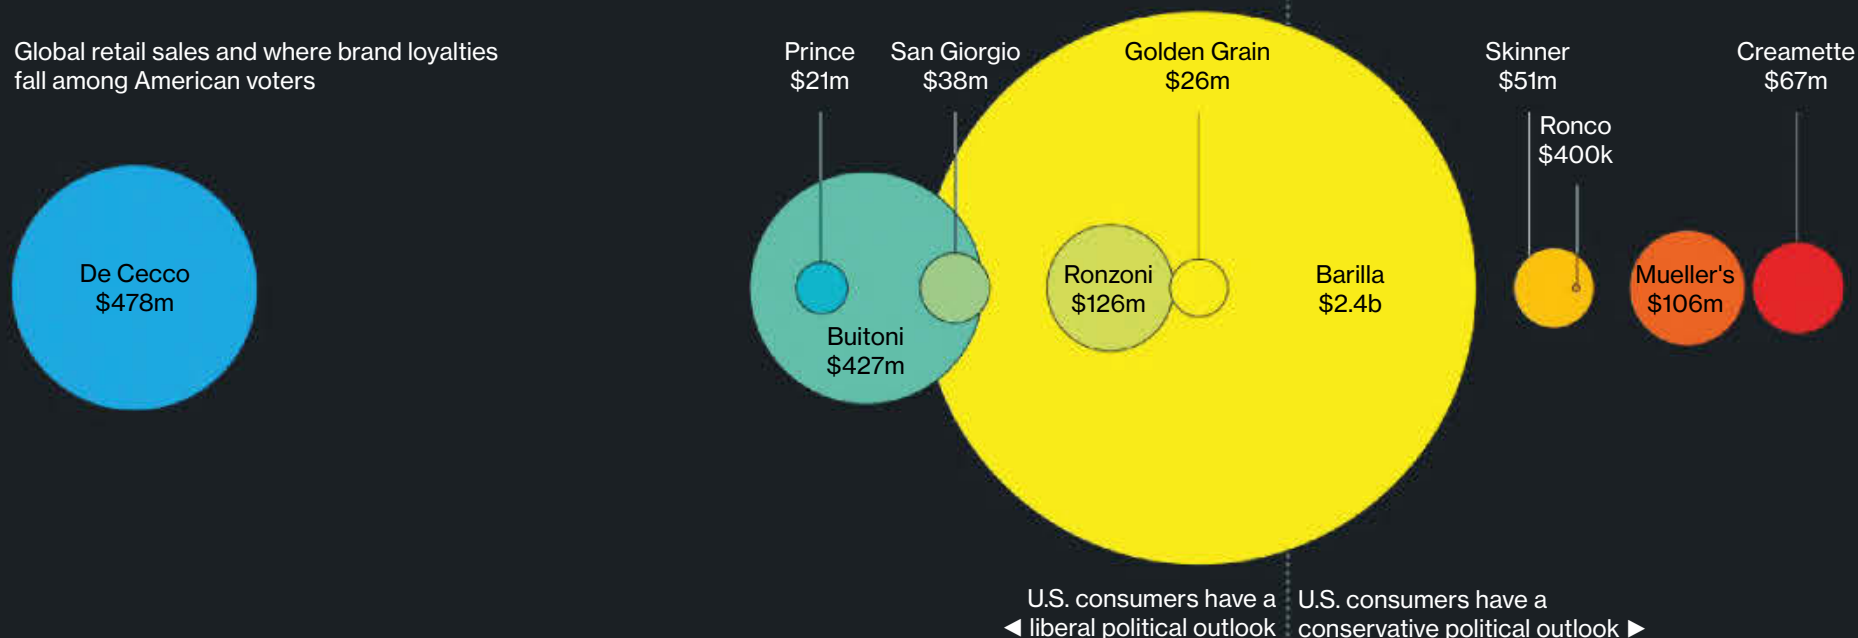 Global retail sales and where brand loyalties
fall among American voters
Prince
$21m
San Giorgio
$38m
Golden Grain
$26m
Skinner
$51m
Creamette
$67m
Ronco
$400k
De Cecco
$478m
Buitoni
$427m
Ronzoni
$126m
Barilla
$2.4b
Mueller's
$106m
U.S. consumers have a
◀ liberal political outlook
U.S. consumers have a
conservative political outlook ▶